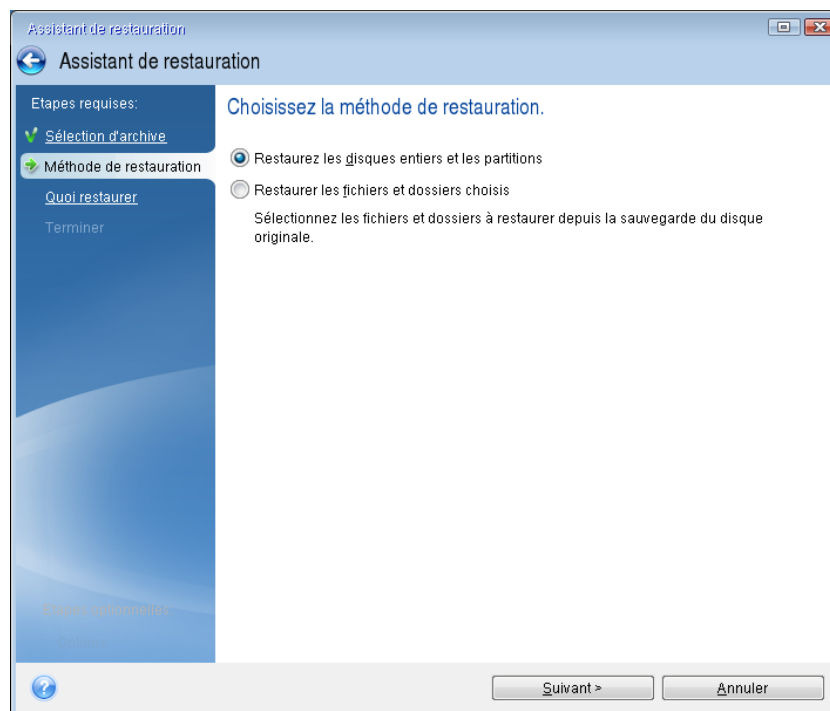 Assistant de restauration
Assistant de restauration
Etapes requises:
Sélection d'archive
Méthode de restauration
Quoi restaurer
Terminer
Choisissez la méthode de restauration.
Restaurez les disques entiers et les partitions
Restaurer les fichiers et dossiers choisis
Sélectionnez les fichiers et dossiers à restaurer depuis la sauvegarde du disque
originale.
Suivant >
Annuler